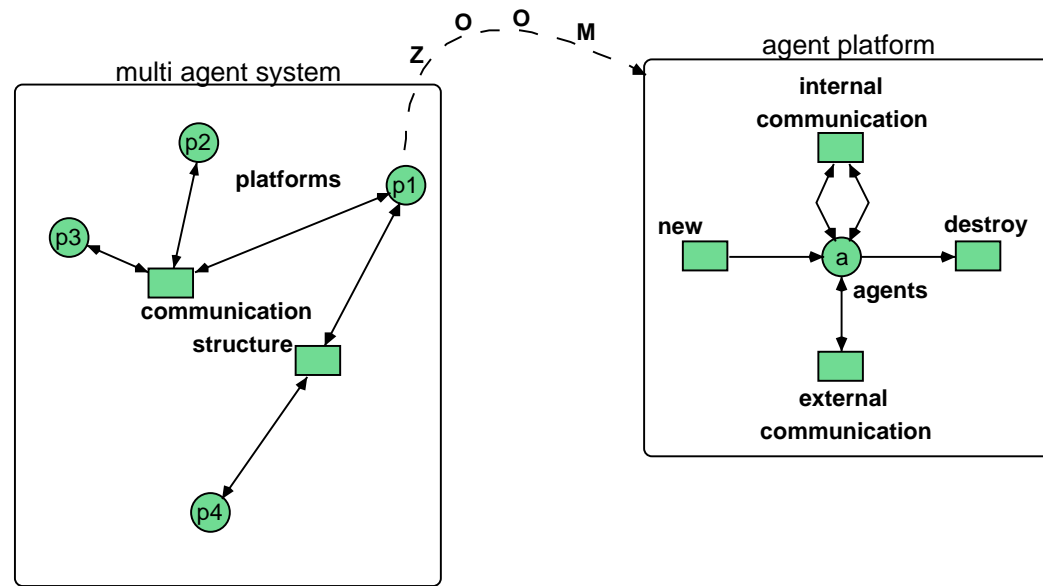 Z O O M
multi agent system
p2
platforms
p1
p3
communication
structure
p4
agent platform
internal
communication
new
destroy
a
agents
external
communication